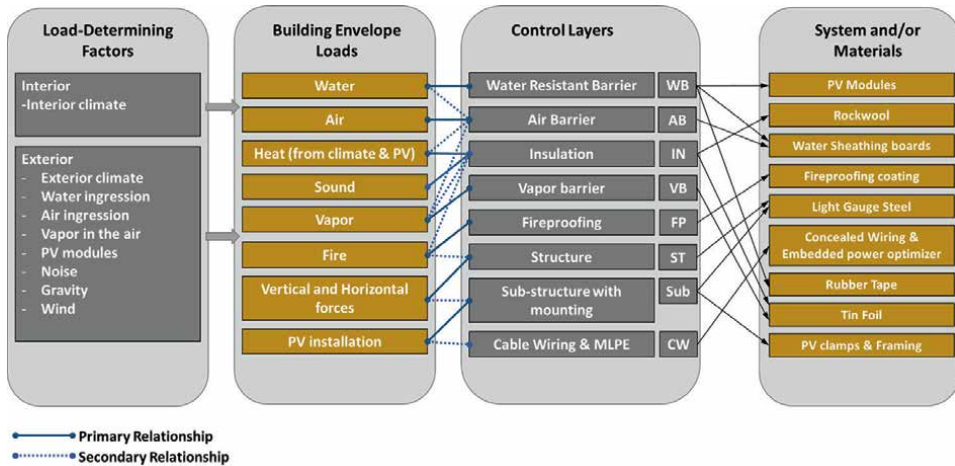 Load-Determining
Factors
Interior
-Interior climate
Exterior
- Exterior climate
- Water ingression
- Air ingression
- Vapor in the air
- PV modules
- Noise
- Gravity
- Wind
Building Envelope
Loads
Water
Air
Heat (from climate & PV)
Sound
Vapor
Fire
Vertical and Horizontal
forces
PV installation
Control Layers
Water Resistant Barrier WB
Air Barrier AB
Insulation IN
Vapor barrier VB
Fireproofing FP
Structure ST
Sub-structure with
mounting
Sub
Cable Wiring & MLPE CW
System and/or
Materials
PV Modules
Rockwool
Water Sheathing boards
Fireproofing coating
Light Gauge Steel
Concealed Wiring &
Embedded power optimizer
Rubber Tape
Tin Foil
PV clamps & Framing
Primary Relationship
Secondary Relationship